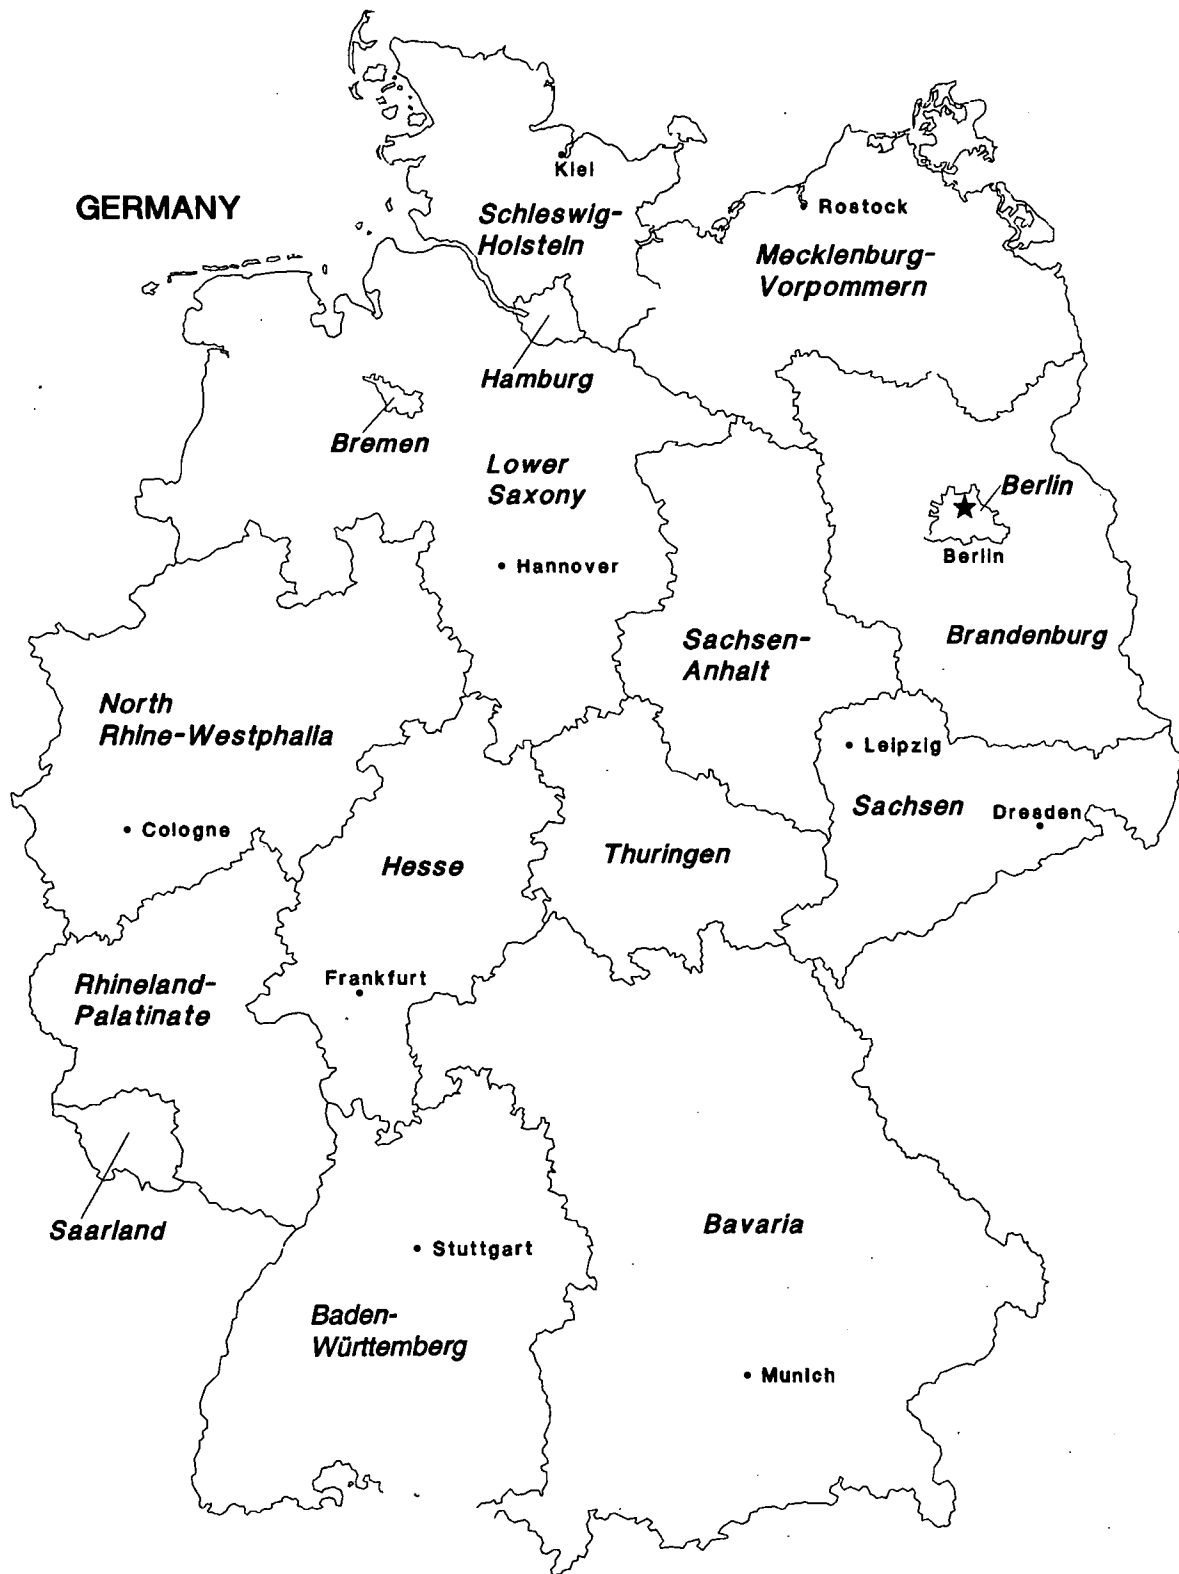 GERMANY
Kiel
Schleswig-
Holstein
Rostock
Mecklenburg-
Vorpommern
Hamburg
Bremen
Lower
Saxony
Berlin
Berlin
Hannover
Brandenburg
Sachsen-
Anhalt
North
Rhine-Westphalia
Leipzig
Sachsen
Dresden
Cologne
Hesse
Thuringen
Rhineland-
Palatinate
Frankfurt
Saarland
Bavaria
Stuttgart
Baden-
Württemberg
Munich